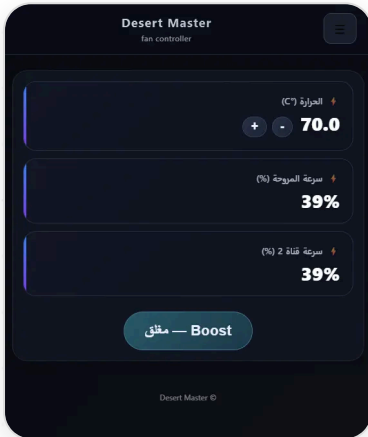 Desert Master
fan controller
☰
الحرارة (°C)
70.0 - +
سرعة المروحة (%)
39%
سرعة قناة 2 (%)
39%
Boost — مغلق
Desert Master ©